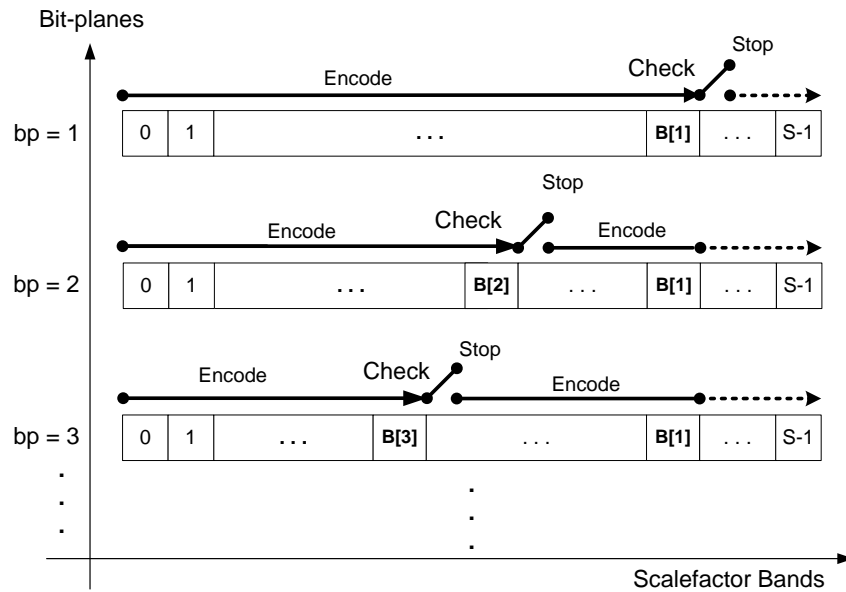 Bit-planes
Stop
Encode
Check
bp = 1
0 1 . . . B[1] . . . S-1
Stop
Encode
Check
Encode
bp = 2
0 1 . . . B[2] . . . B[1] . . . S-1
Stop
Encode
Check
Encode
bp = 3
0 1 . . . B[3] . . . B[1] . . . S-1
. . .
. . .
Scalefactor Bands